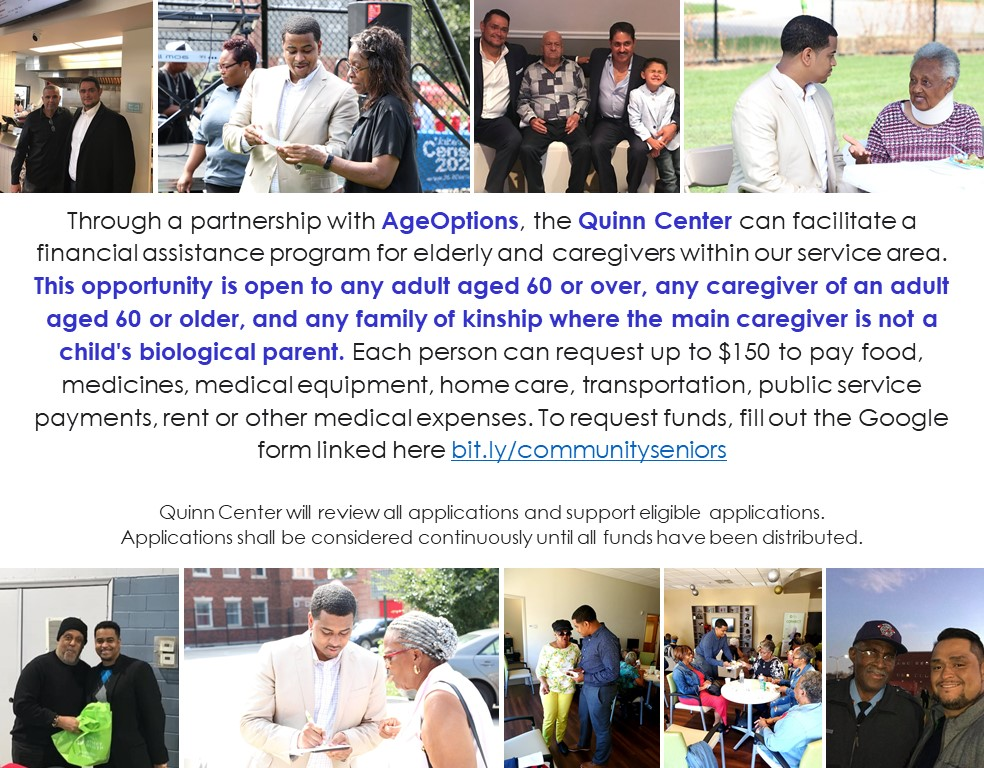 Census
Through a partnership with AgeOptions, the Quinn Center can facilitate a
financial assistance program for elderly and caregivers within our service area.
This opportunity is open to any adult aged 60 or over, any caregiver of an adult
aged 60 or older, and any family of kinship where the main caregiver is not a
child's biological parent. Each person can request up to $150 to pay food,
medicines, medical equipment, home care, transportation, public service
payments, rent or other medical expenses. To request funds, fill out the Google
form linked here bit.ly/communityseniors
Quinn Center will review all applications and support eligible applications.
Applications shall be considered continuously until all funds have been distributed.